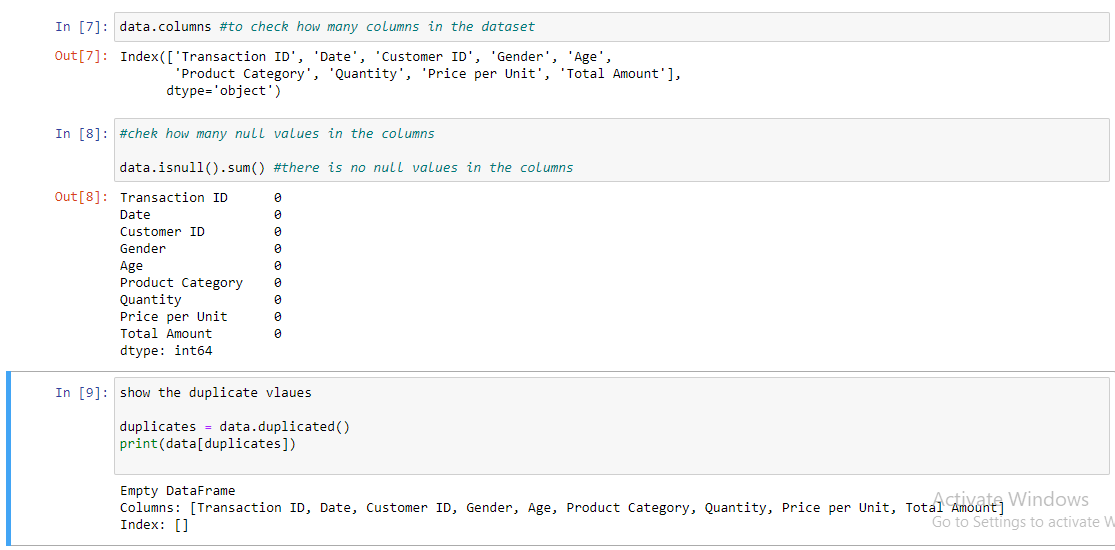 In [7]: data.columns #to check how many columns in the dataset
Out[7]: Index(['Transaction ID', 'Date', 'Customer ID', 'Gender', 'Age',
'Product Category', 'Quantity', 'Price per Unit', 'Total Amount'],
dtype='object')
In [8]: #chek how many null values in the columns
data.isnull().sum() #there is no null values in the columns
Out[8]: Transaction ID 0
Date 0
Customer ID 0
Gender 0
Age 0
Product Category 0
Quantity 0
Price per Unit 0
Total Amount 0
dtype: int64
In [9]: show the duplicate vlaues
duplicates = data.duplicated()
print(data[duplicates])
Empty DataFrame
Columns: [Transaction ID, Date, Customer ID, Gender, Age, Product Category, Quantity, Price per Unit, Total Amount]
Index: []
Activate Windows
Go to Settings to activate W